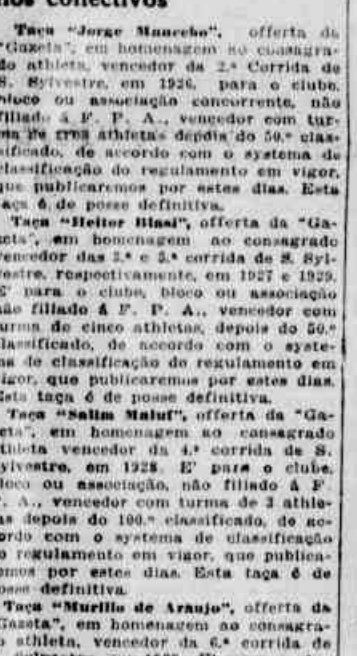 nos collectivos
Taça "Jorge Mancebo", offerta da
"Gazeta", em homenagem ao consagra-
do athleta, vencedor da 2.ª Corrida de
S. Sylvestre, em 1926, para o clube,
bloco ou associação concorrente, não
filiado á F. P. A., vencedor com tur-
ma de tres athletas depois do 50.º clas-
sificado, de accordo com o systema de
classificação do regulamento em vigor,
que publicaremos por estes dias. Esta
taça é de posse definitiva.
Taça "Heitor Blasi", offerta da "Ga-
zeta", em homenagem ao consagrado
vencedor das 3.ª e 5.ª corrida de S. Syl-
vestre, respectivamente, em 1927 e 1929.
E' para o clube, bloco ou associação
não filiado á F. P. A., vencedor com
turma de cinco athletas, depois do 50.º
classificado, de accordo com o syste-
ma de classificação do regulamento em
vigor, que publicaremos por estes dias.
Esta taça é de posse definitiva.
Taça "Salim Maluf", offerta da "Ga-
zeta", em homenagem ao consagrado
athleta vencedor da 4.ª corrida de S.
Sylvestre, em 1928. E' para o clube,
bloco ou associação, não filiado á F.
P. A., vencedor com turma de 3 athle-
tas depois do 100.º classificado, de ac-
cordo com o systema de classificação
do regulamento em vigor, que publica-
remos por estes dias. Esta taça é de
posse definitiva.
Taça "Murillo de Araujo", offerta da
"Gazeta", em homenagem ao consagra-
do athleta, vencedor da 6.ª corrida de